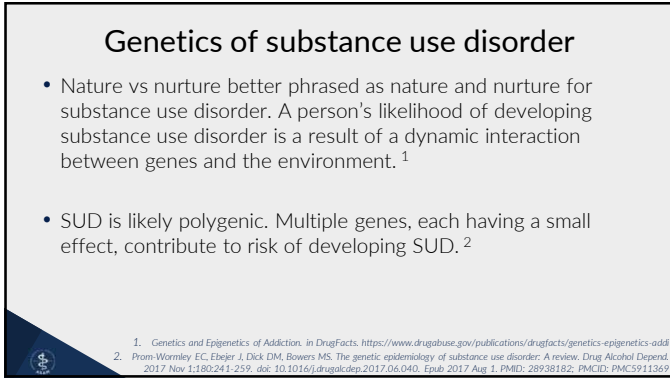 Genetics of substance use disorder
• Nature vs nurture better phrased as nature and nurture for
substance use disorder. A person's likelihood of developing
substance use disorder is a result of a dynamic interaction
between genes and the environment. 1
• SUD is likely polygenic. Multiple genes, each having a small
effect, contribute to risk of developing SUD. 2
1. Genetics and Epigenetics of Addiction. in DrugFacts. https://www.drugabuse.gov/publications/drugfacts/genetics-epigenetics-addi
2. Prom-Wormley EC, Ebejer J, Dick DM, Bowers MS. The genetic epidemiology of substance use disorder: A review. Drug Alcohol Depend.
2017 Nov 1;180:241-259. doi: 10.1016/j.drugalcdep.2017.06.040. Epub 2017 Aug 1. PMID: 28938182; PMCID: PMC5911369